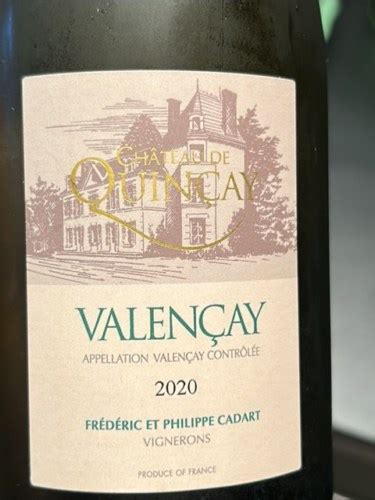 CHÂTEAU DE
QUINÇAY
VALENÇAY
APPELLATION VALENÇAY CONTRÔLÉE
2020
FRÉDÉRIC ET PHILIPPE CADART
VIGNERONS
PRODUCE OF FRANCE